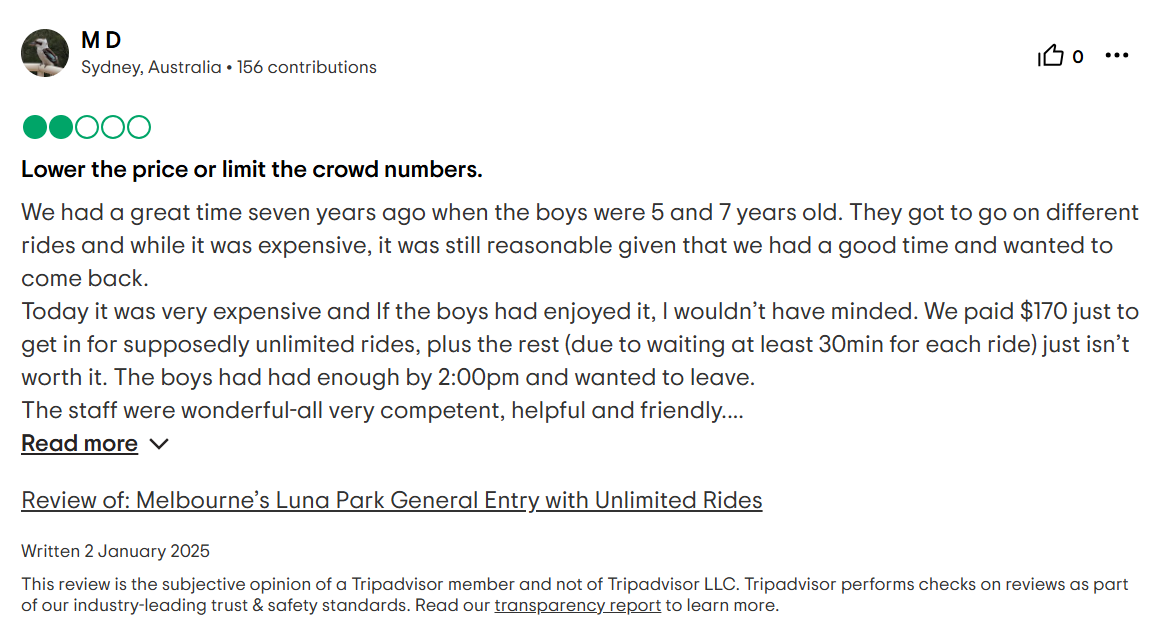 M D
Sydney, Australia • 156 contributions
0
Lower the price or limit the crowd numbers.
We had a great time seven years ago when the boys were 5 and 7 years old. They got to go on different
rides and while it was expensive, it was still reasonable given that we had a good time and wanted to
come back.
Today it was very expensive and If the boys had enjoyed it, I wouldn’t have minded. We paid $170 just to
get in for supposedly unlimited rides, plus the rest (due to waiting at least 30min for each ride) just isn’t
worth it. The boys had had enough by 2:00pm and wanted to leave.
The staff were wonderful-all very competent, helpful and friendly....
Read more
Review of: Melbourne’s Luna Park General Entry with Unlimited Rides
Written 2 January 2025
This review is the subjective opinion of a Tripadvisor member and not of Tripadvisor LLC. Tripadvisor performs checks on reviews as part
of our industry-leading trust & safety standards. Read our transparency report to learn more.